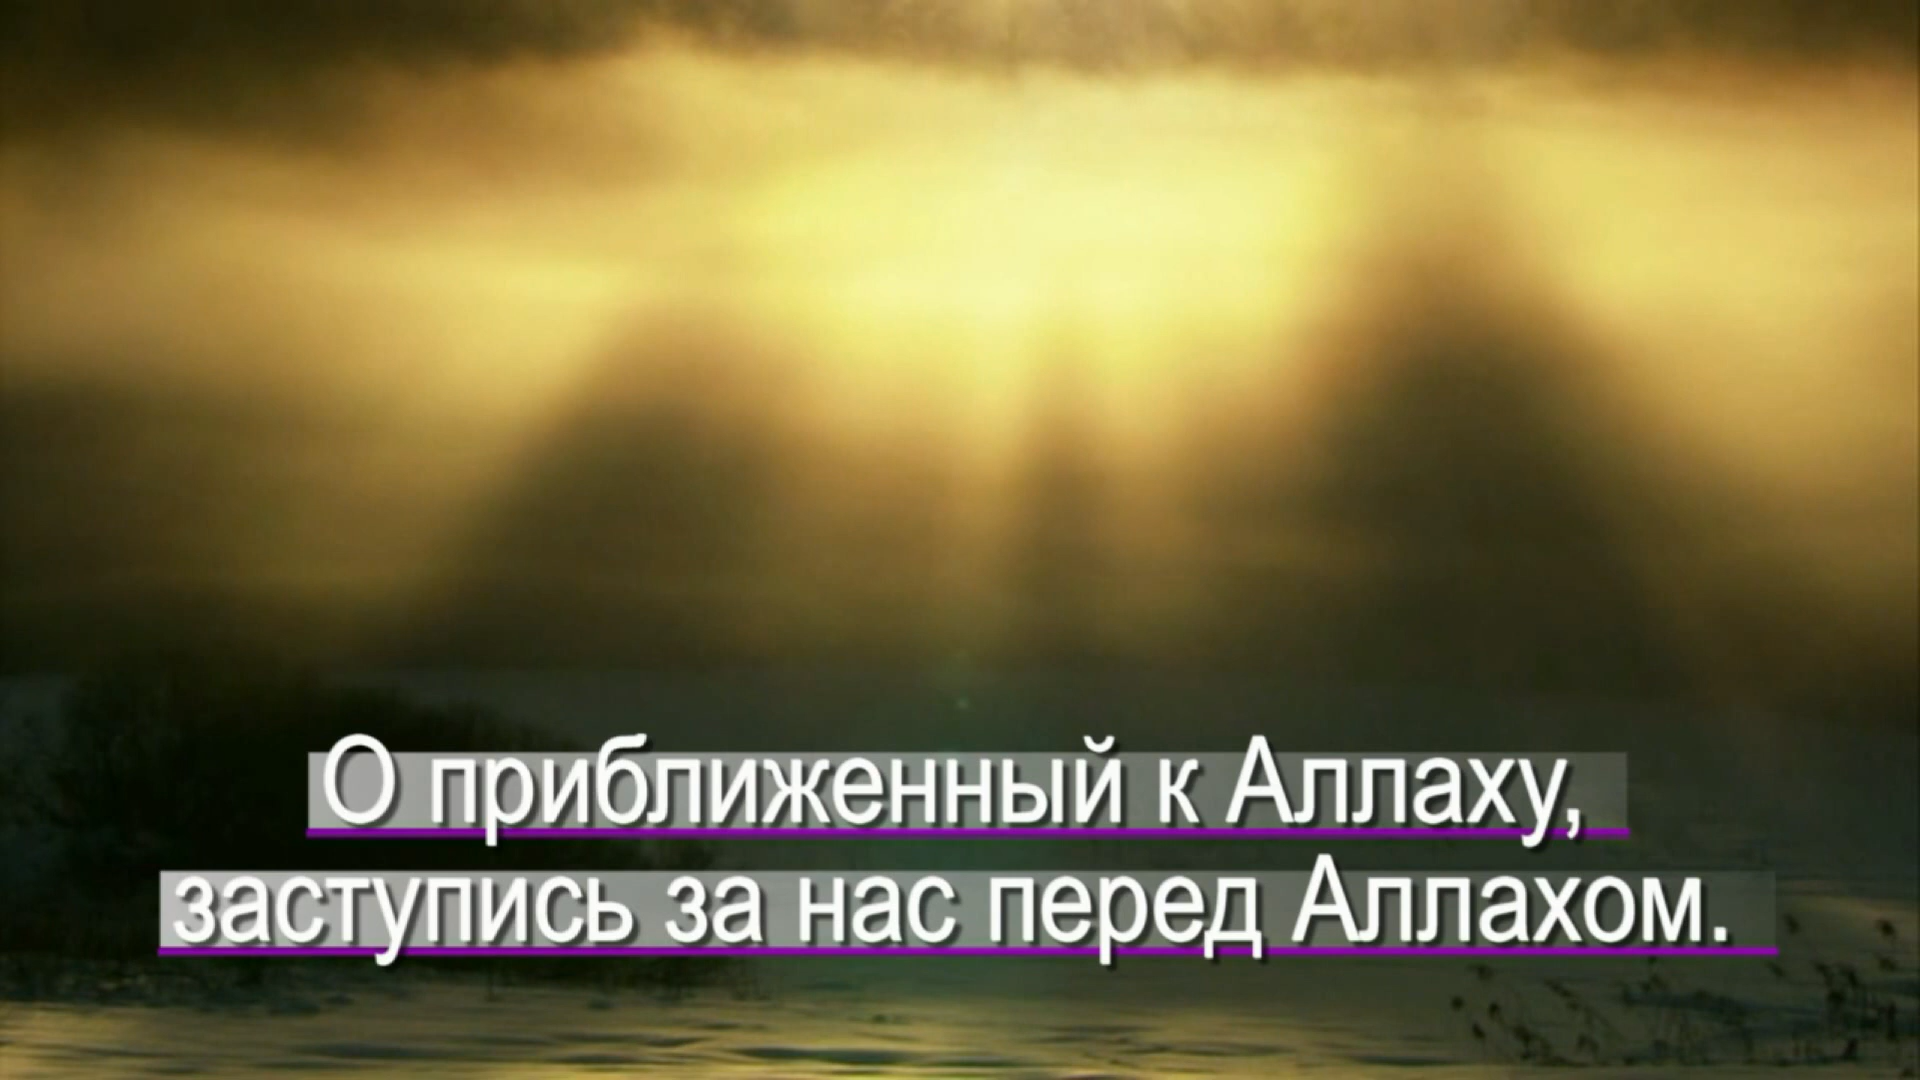 О приближенный к Аллаху,
заступись за нас перед Аллахом.